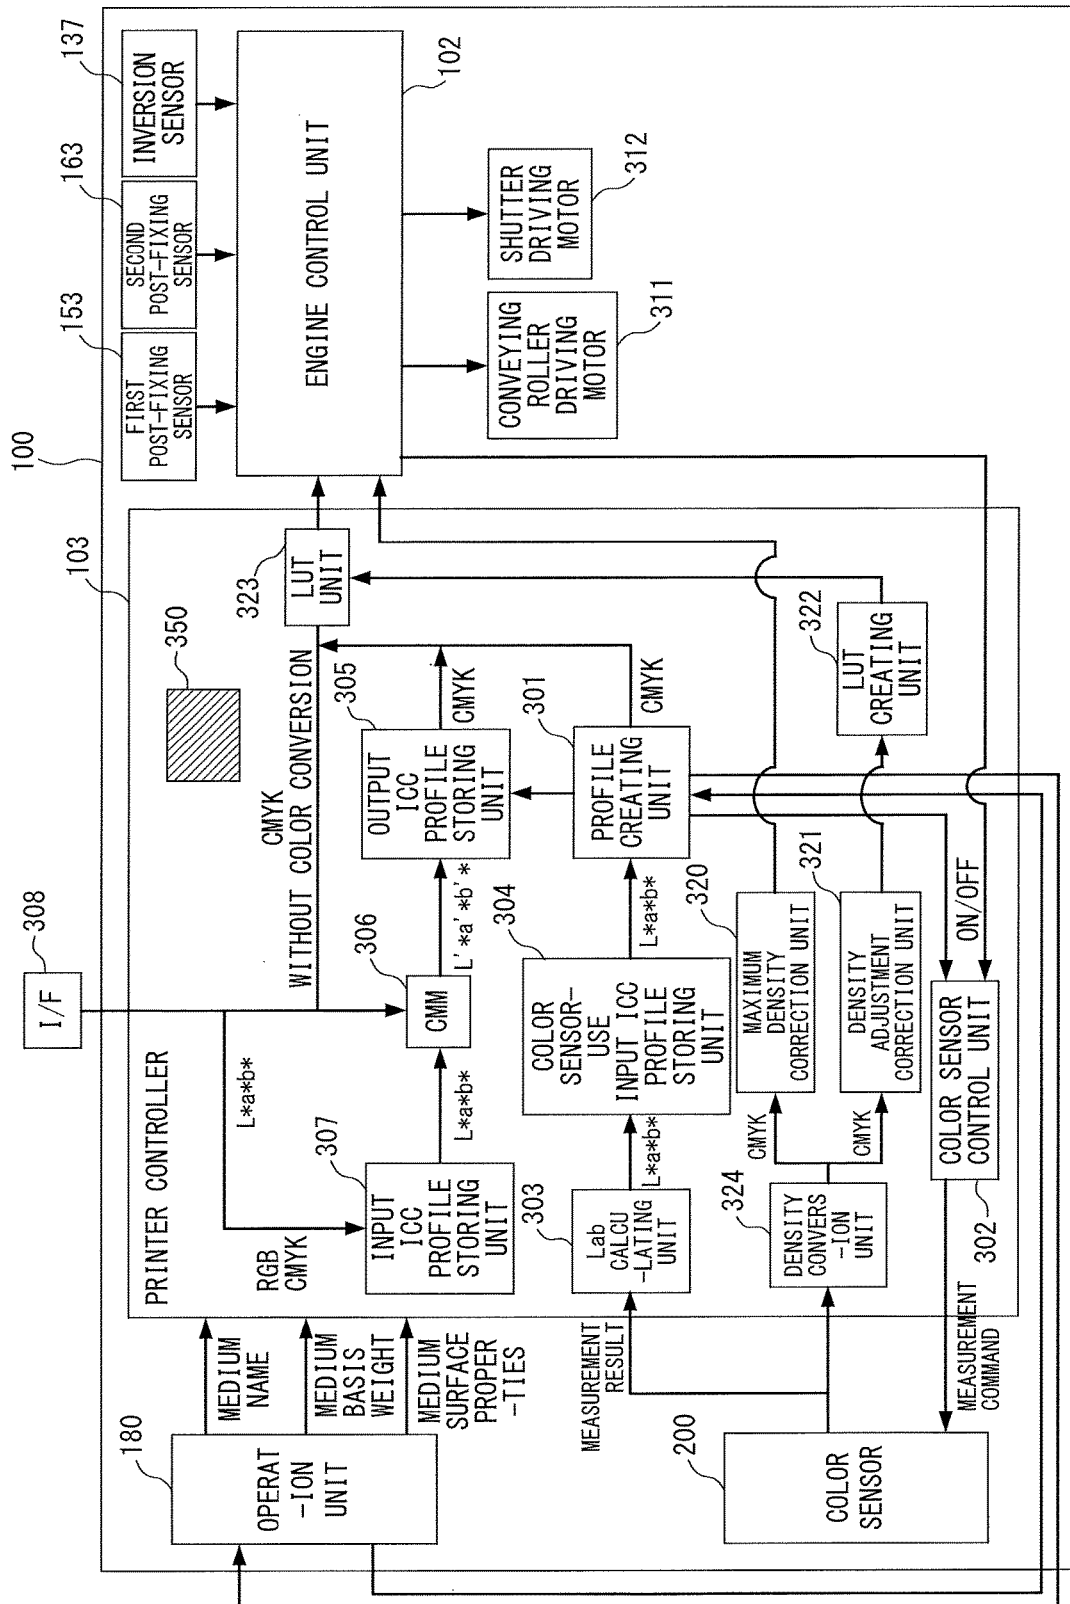 100
153
163
137
FIRST
POST-FIXING
SENSOR
SECOND
POST-FIXING
SENSOR
INVERSION
SENSOR
ENGINE CONTROL UNIT
102
CONVEYING
ROLLER
DRIVING
MOTOR
311
SHUTTER
DRIVING
MOTOR
312
308
I/F
103
PRINTER CONTROLLER
350
L*a*b*
RGB
CMYK
CMYK
WITHOUT COLOR CONVERSION
323
LUT
UNIT
180
OPERAT
-ION
UNIT
MEDIUM
NAME
MEDIUM
BASIS
WEIGHT
MEDIUM
SURFACE
PROPER
-TIES
307
INPUT
ICC
PROFILE
STORING
UNIT
L*a*b*
306
CMM
L'*a'*b'*
305
OUTPUT
ICC
PROFILE
STORING
UNIT
CMYK
303
Lab
CALCU
-LATING
UNIT
L*a*b*
304
COLOR
SENSOR-
USE
INPUT ICC
PROFILE
STORING
UNIT
L*a*b*
301
PROFILE
CREATING
UNIT
CMYK
MEASUREMENT
RESULT
324
DENSITY
CONVERS
-ION
UNIT
CMYK
CMYK
320
MAXIMUM
DENSITY
CORRECTION UNIT
321
DENSITY
ADJUSTMENT
CORRECTION UNIT
322
LUT
CREATING
UNIT
200
COLOR
SENSOR
MEASUREMENT
COMMAND
302
COLOR SENSOR
CONTROL UNIT
ON/OFF